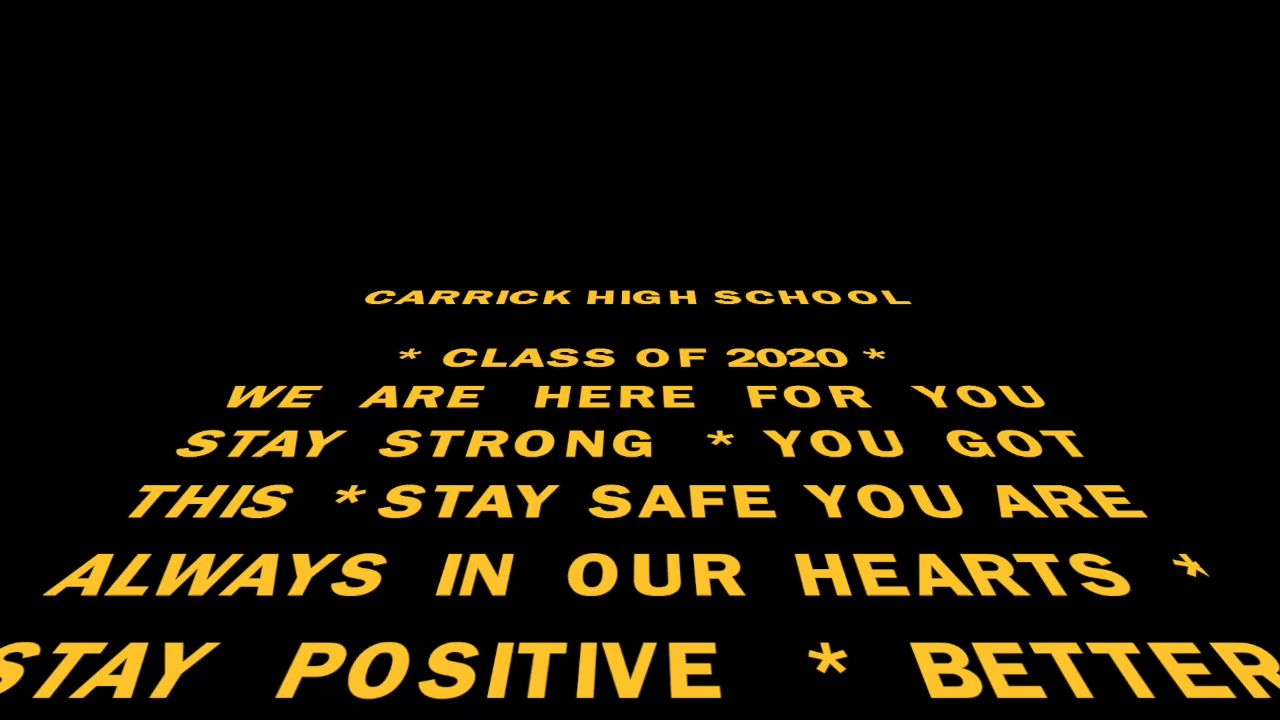 CARRICK HIGH SCHOOL
* CLASS OF 2020 *
WE ARE HERE FOR YOU
STAY STRONG * YOU GOT
THIS * STAY SAFE YOU ARE
ALWAYS IN OUR HEARTS *
STAY POSITIVE * BETTER